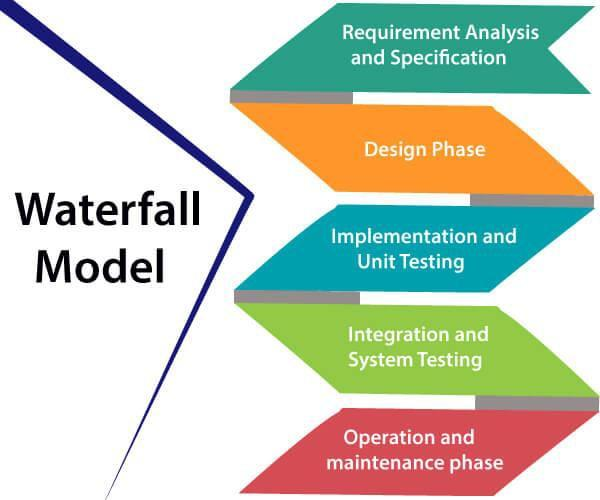 Waterfall
Model
Requirement Analysis
and Specification
Design Phase
Implementation and
Unit Testing
Integration and
System Testing
Operation and
maintenance phase